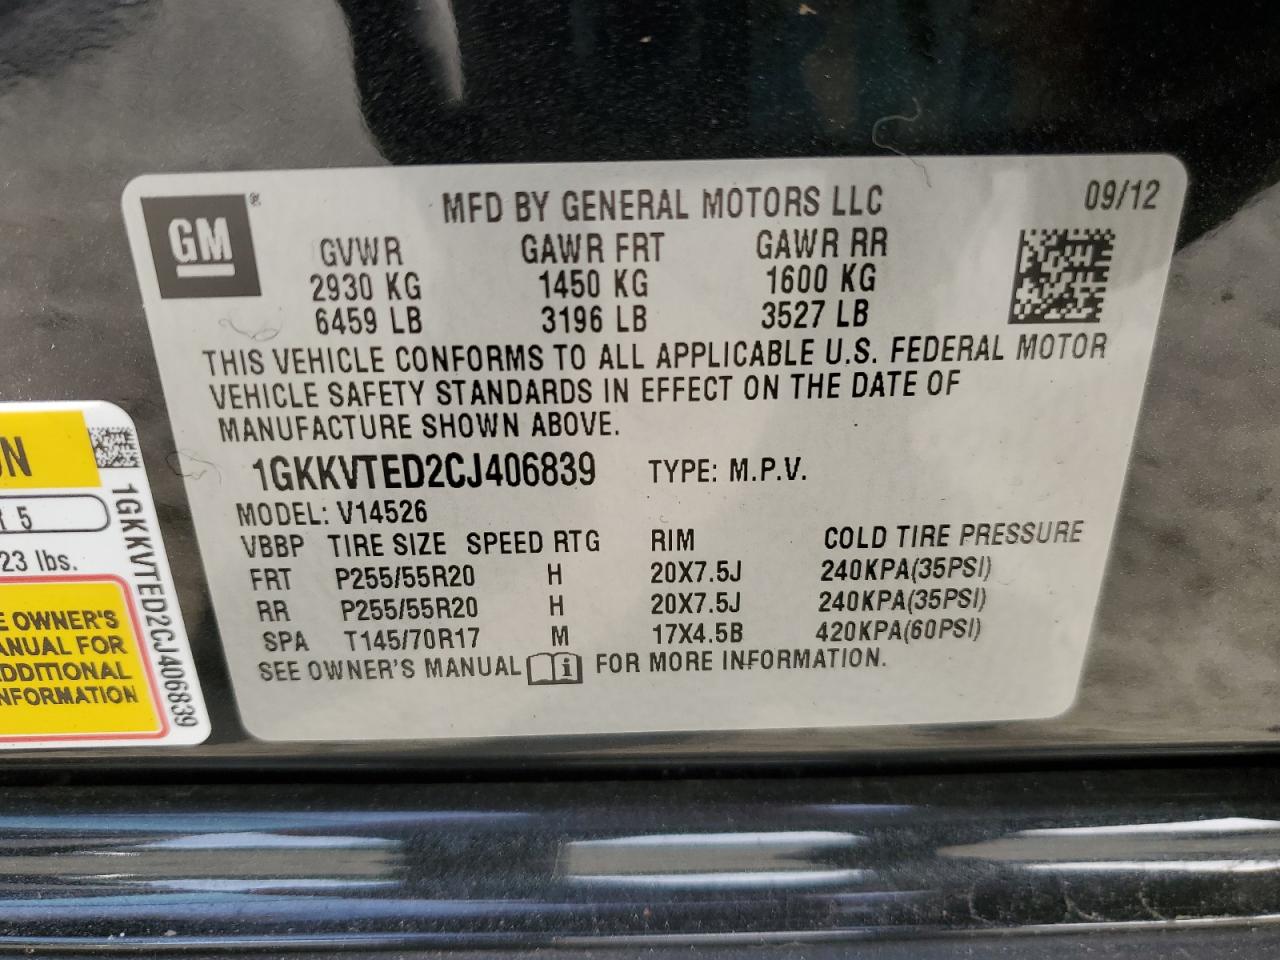 GM®
MFD BY GENERAL MOTORS LLC
09/12
GVWR GAWR FRT GAWR RR
2930 KG 1450 KG 1600 KG
6459 LB 3196 LB 3527 LB
THIS VEHICLE CONFORMS TO ALL APPLICABLE U.S. FEDERAL MOTOR
VEHICLE SAFETY STANDARDS IN EFFECT ON THE DATE OF
MANUFACTURE SHOWN ABOVE.
1GKKVTED2CJ406839 TYPE: M.P.V.
MODEL: V14526
VBBP TIRE SIZE SPEED RTG RIM COLD TIRE PRESSURE
FRT P255/55R20 H 20X7.5J 240KPA(35PSI)
RR P255/55R20 H 20X7.5J 240KPA(35PSI)
SPA T145/70R17 M 17X4.5B 420KPA(60PSI)
SEE OWNER'S MANUAL FOR MORE INFORMATION.
ON
R 5
23 lbs.
E OWNER'S
ANUAL FOR
DDITIONAL
NFORMATION
1GKKVTED2CJ406839